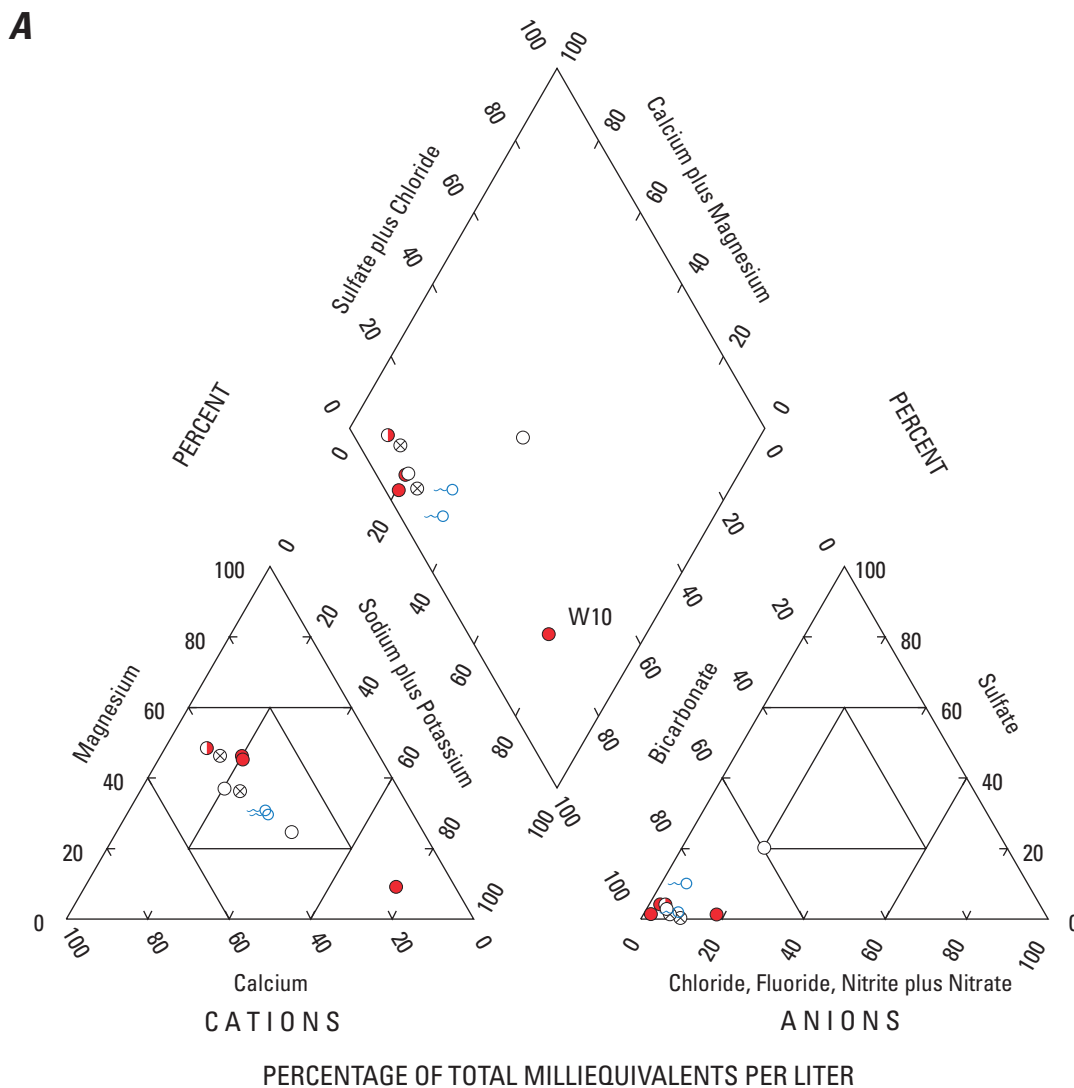 A
100 100
80 80
Sulfate plus Chloride Calcium plus Magnesium
60 60
40 40
20 20
0 0
PERCENT PERCENT
0 0
20 20
40 40
60 60
80 80
100 100
W10
Magnesium
100
80
60
40
20
0
Sodium plus Potassium
0
20
40
60
80
100
100 80 60 40 20 0
Calcium
CATIONS
Bicarbonate
0
20
40
60
80
100
Sulfate
100
80
60
40
20
0 20 40 60 80 100
Chloride, Fluoride, Nitrite plus Nitrate
ANIONS
PERCENTAGE OF TOTAL MILLIEQUIVALENTS PER LITER